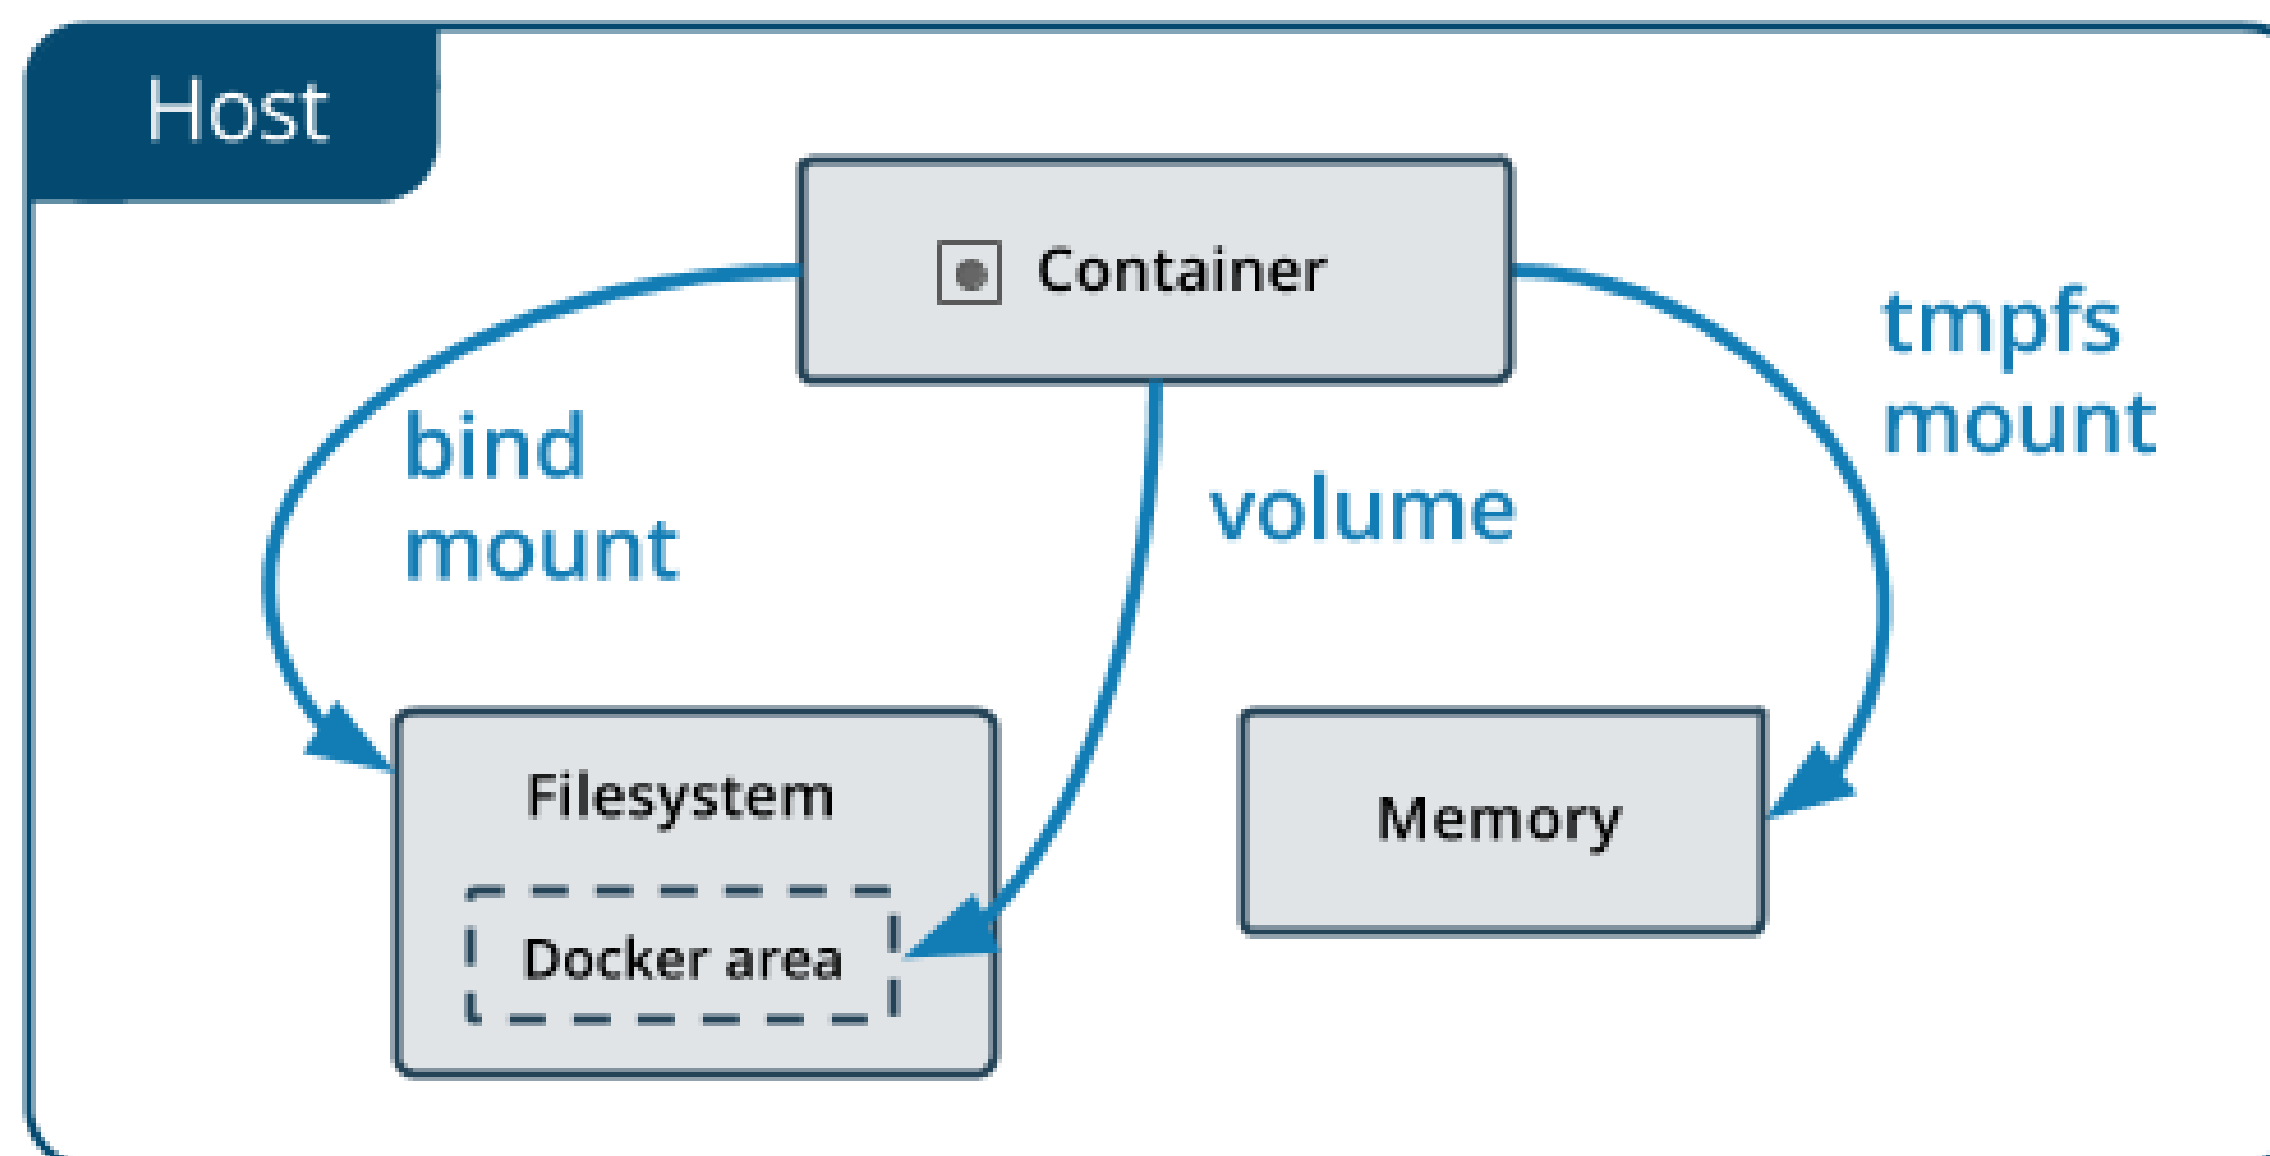 Host
Container
tmpfs
mount
bind
mount
volume
Filesystem
Memory
Docker area